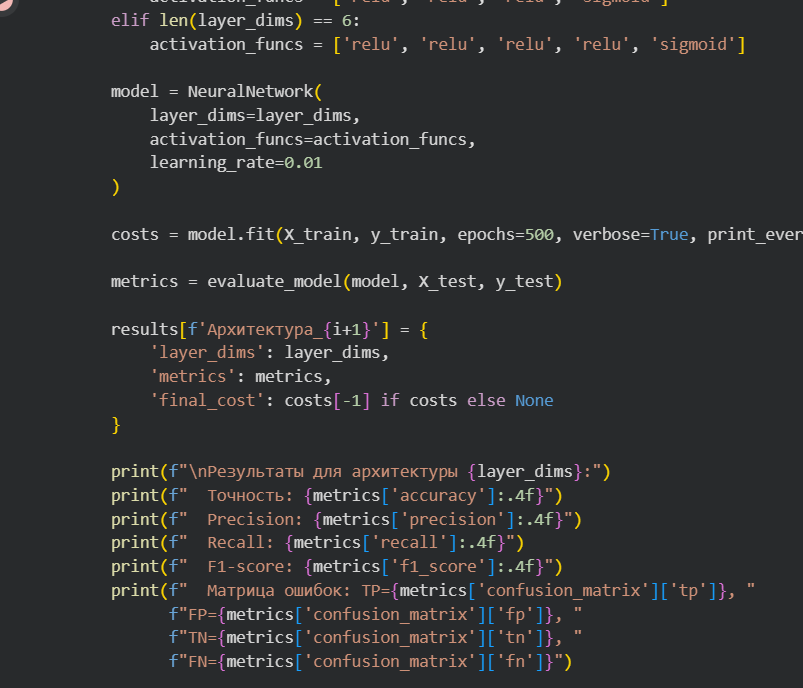 activation_funcs = ['relu', 'relu', 'relu', 'sigmoid']
elif len(layer_dims) == 6:
activation_funcs = ['relu', 'relu', 'relu', 'relu', 'sigmoid']
model = NeuralNetwork(
layer_dims=layer_dims,
activation_funcs=activation_funcs,
learning_rate=0.01
)
costs = model.fit(X_train, y_train, epochs=500, verbose=True, print_ever
metrics = evaluate_model(model, X_test, y_test)
results[f'Архитектура_{i+1}'] = {
'layer_dims': layer_dims,
'metrics': metrics,
'final_cost': costs[-1] if costs else None
}
print(f"\nРезультаты для архитектуры {layer_dims}:")
print(f"  Точность: {metrics['accuracy']:.4f}")
print(f"  Precision: {metrics['precision']:.4f}")
print(f"  Recall: {metrics['recall']:.4f}")
print(f"  F1-score: {metrics['f1_score']:.4f}")
print(f"  Матрица ошибок: TP={metrics['confusion_matrix']['tp']}, "
f"FP={metrics['confusion_matrix']['fp']}, "
f"TN={metrics['confusion_matrix']['tn']}, "
f"FN={metrics['confusion_matrix']['fn']}")